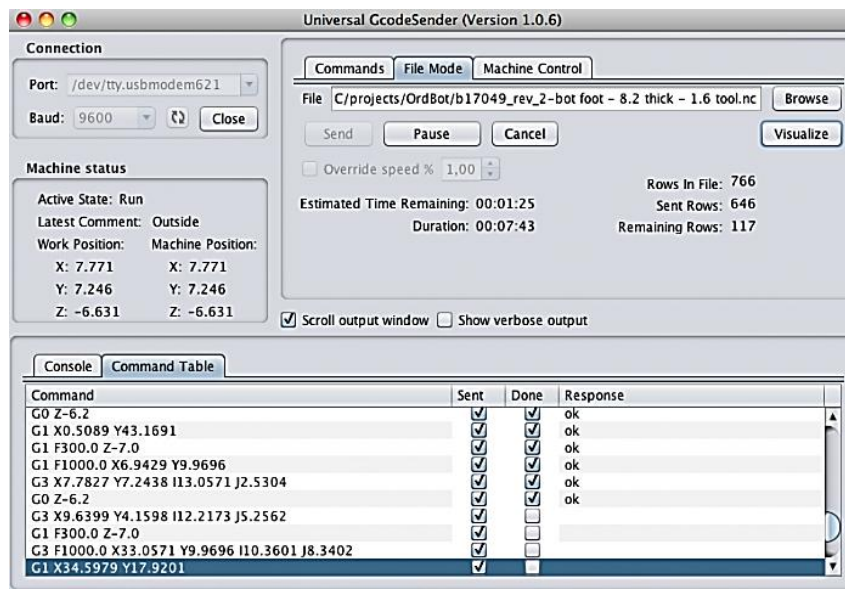 Universal GcodeSender (Version 1.0.6)
Connection
Port: /dev/tty.usbmodem621
Baud: 9600 Close
Machine status
Active State: Run
Latest Comment: Outside
Work Position: Machine Position:
X: 7.771 X: 7.771
Y: 7.246 Y: 7.246
Z: -6.631 Z: -6.631
Commands File Mode Machine Control
File C/projects/OrdBot/b17049_rev_2-bot foot - 8.2 thick - 1.6 tool.nc Browse
Send Pause Cancel Visualize
Override speed % 1,00
Rows In File: 766
Estimated Time Remaining: 00:01:25 Sent Rows: 646
Duration: 00:07:43 Remaining Rows: 117
Scroll output window Show verbose output
Console Command Table
Command Sent Done Response
G0 Z-6.2 ok
G1 X0.5089 Y43.1691 ok
G1 F300.0 Z-7.0 ok
G1 F1000.0 X6.9429 Y9.9696 ok
G3 X7.7827 Y7.2438 I13.0571 J2.5304 ok
G0 Z-6.2 ok
G3 X9.6399 Y4.1598 I12.2173 J5.2562
G1 F300.0 Z-7.0
G3 F1000.0 X33.0571 Y9.9696 I10.3601 J8.3402
G1 X34.5979 Y17.9201